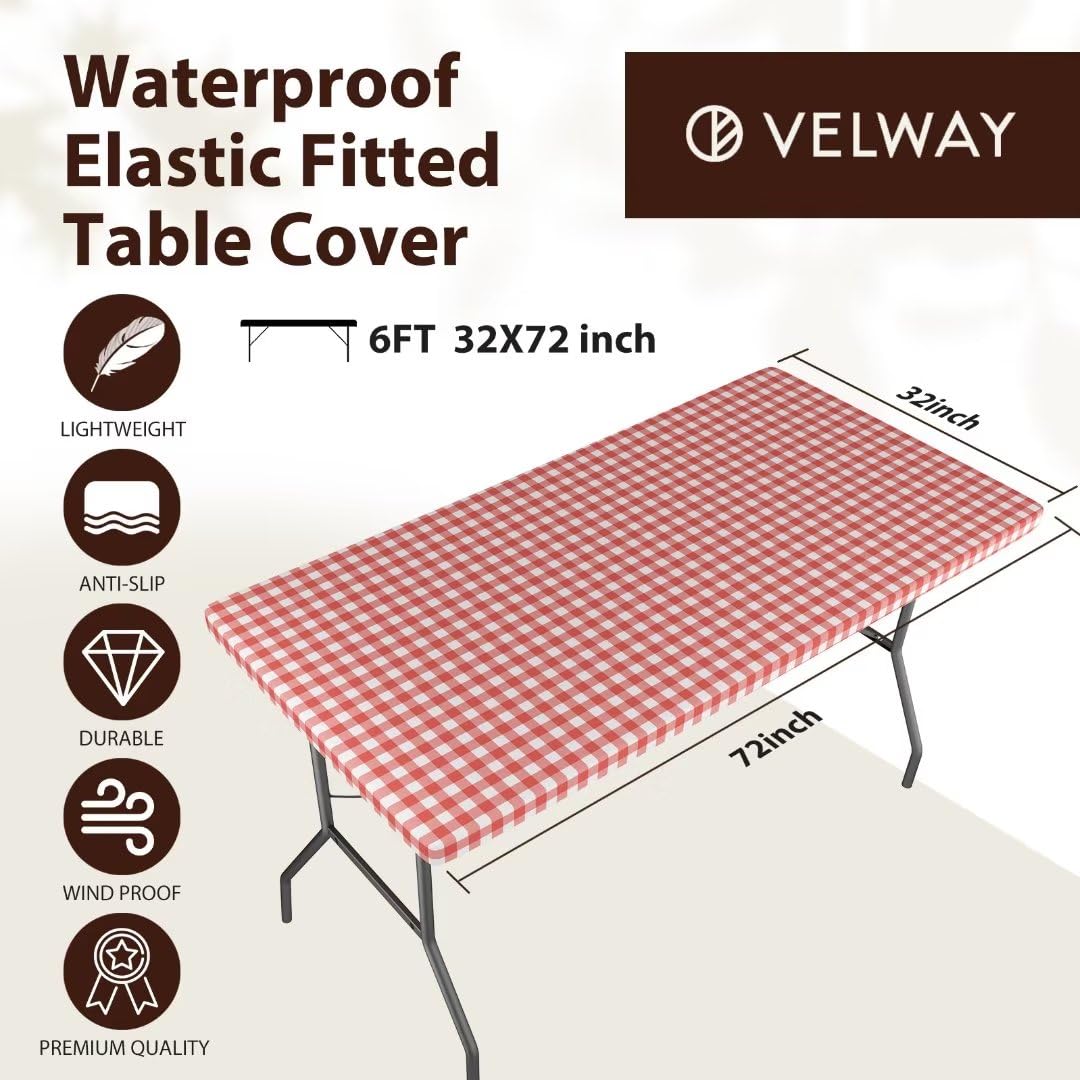 Waterproof
Elastic Fitted
Table Cover
VELWAY
6FT 32X72 inch
32inch
72inch
LIGHTWEIGHT
ANTI-SLIP
DURABLE
WIND PROOF
PREMIUM QUALITY